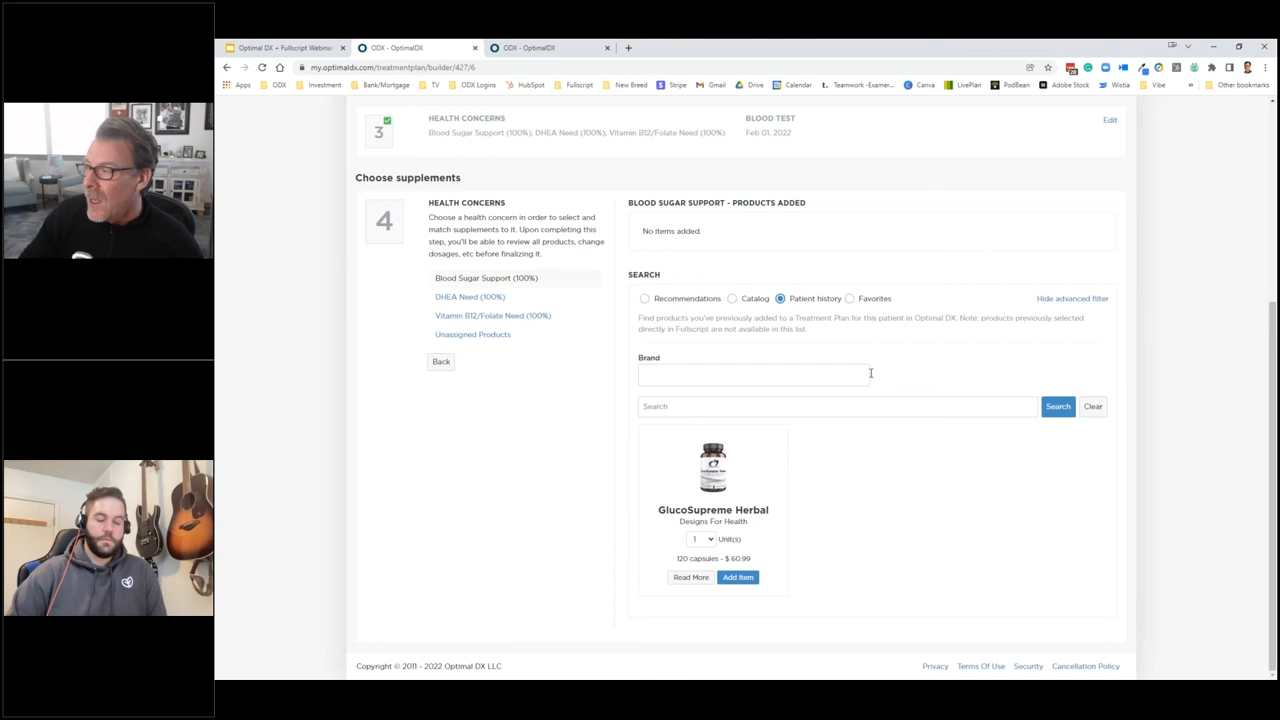 Optimal DX + Fullscript Webina
ODX - OptimalDX
ODX - OptimalDX
my.optimaldx.com/treatmentplan/builder/427/6
Apps
ODX
Investment
Bank/Mortgage
TV
ODX Logins
HubSpot
Fullscript
New Breed
Stripe
Gmail
Drive
Calendar
Teamwork -Examer...
Canva
LivePlan
PodBean
Adobe Stock
Wistia
Vibe
Other bookmarks
3
HEALTH CONCERNS
Blood Sugar Support (100%), DHEA Need (100%), Vitamin B12/Folate Need (100%)
BLOOD TEST
Feb 01, 2022
Edit
Choose supplements
4
HEALTH CONCERNS
Choose a health concern in order to select and
match supplements to it. Upon completing this
step, you'll be able to review all products, change
dosages, etc before finalizing it.
Blood Sugar Support (100%)
DHEA Need (100%)
Vitamin B12/Folate Need (100%)
Unassigned Products
Back
BLOOD SUGAR SUPPORT - PRODUCTS ADDED
No items added.
SEARCH
Recommendations
Catalog
Patient history
Favorites
Hide advanced filter
Find products you've previously added to a Treatment Plan for this patient in Optimal DX. Note: products previously selected
directly in Fullscript are not available in this list.
Brand
Search
Search
Clear
GlucoSupreme Herbal
Designs For Health
1
Unit(s)
120 capsules - $ 60.99
Read More
Add Item
Copyright © 2011 - 2022 Optimal DX LLC
Privacy
Terms Of Use
Security
Cancellation Policy